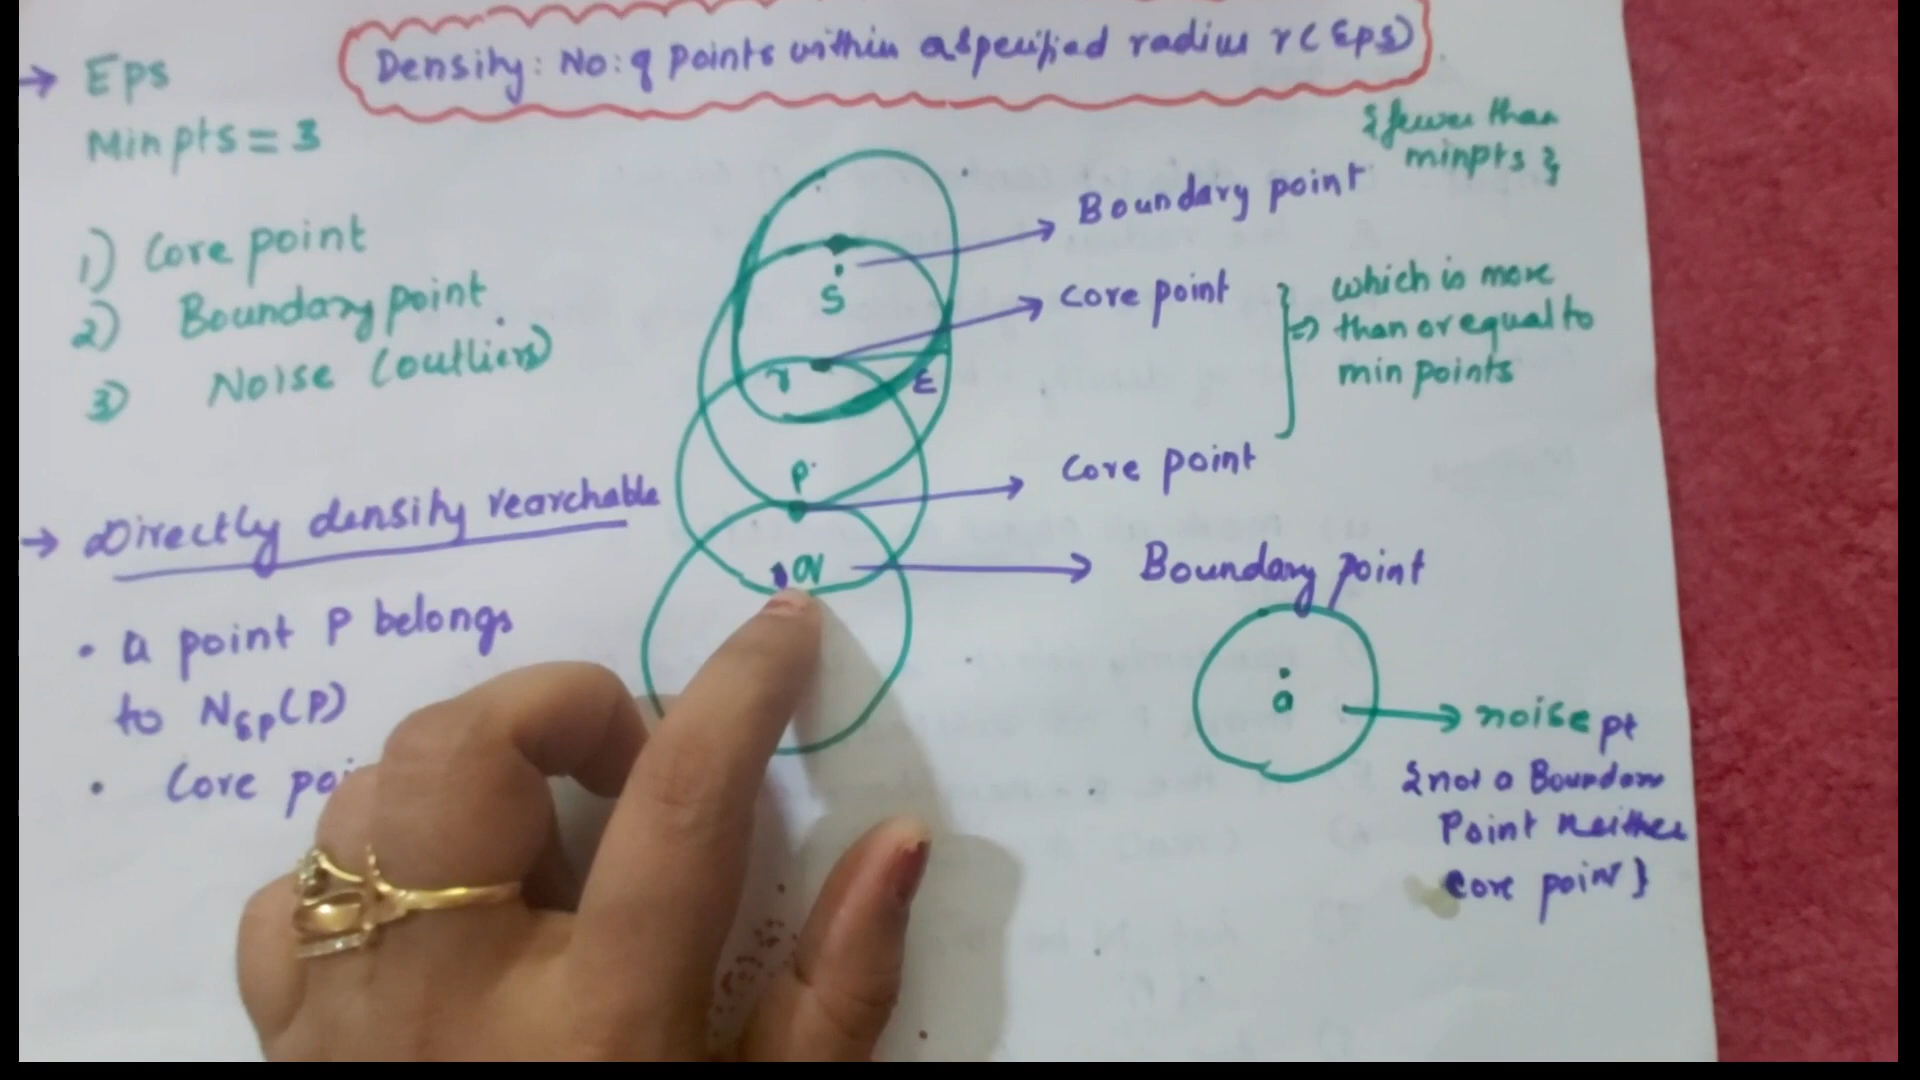 Density: No: of points within a specified radius r (Eps)
→ Eps
Minpts = 3
{fewer than
minpts}
1) Core point
2) Boundary point
3) Noise (outliers)
→ Boundary point
S
→ Core point
} ⇒ which is more
than or equal to
min points
r
E
P
→ Core point
→ Directly density rearchable
q
→ Boundary point
• a point P belongs
to NEp(P)
• Core poi
o
→ noise pt
{not a Boundary
Point neither
core point}